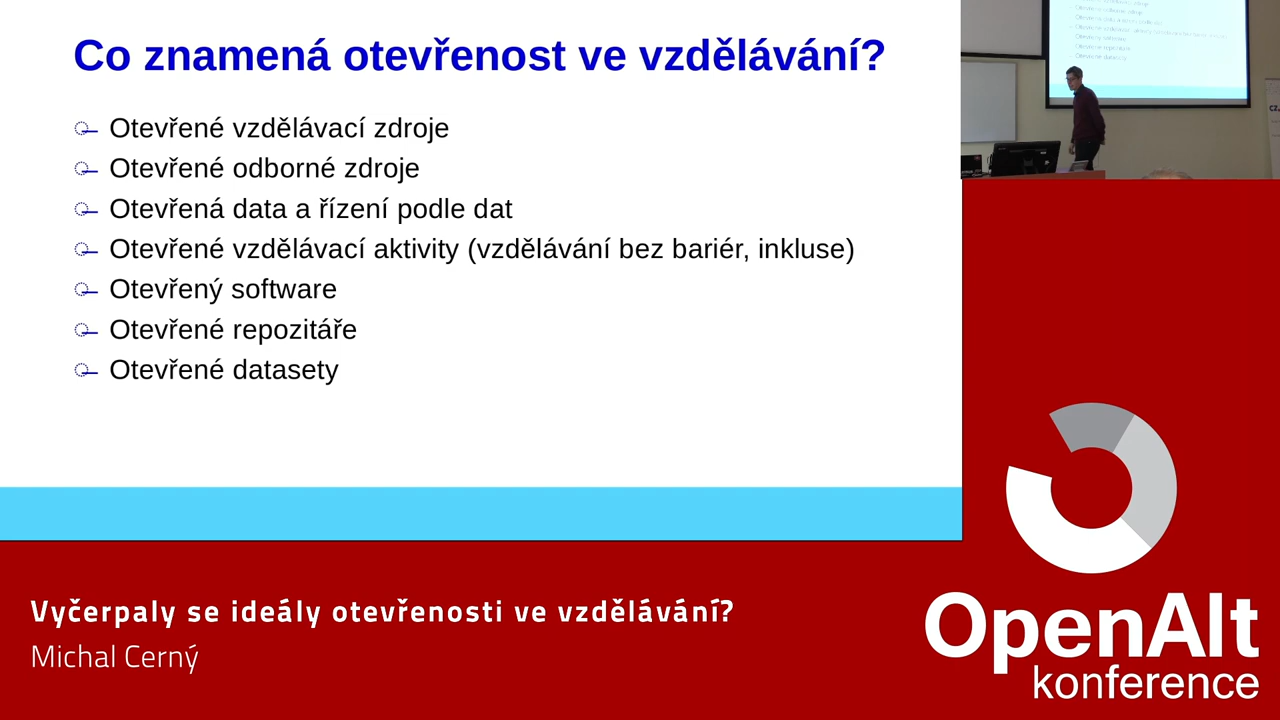 Co znamená otevřenost ve vzdělávání?
Otevřené vzdělávací zdroje
Otevřené odborné zdroje
Otevřená data a řízení podle dat
Otevřené vzdělávací aktivity (vzdělávání bez bariér, inkluse)
Otevřený software
Otevřené repozitáře
Otevřené datasety
Vyčerpaly se ideály otevřenosti ve vzdělávání?
Michal Cerný
OpenAlt
konference